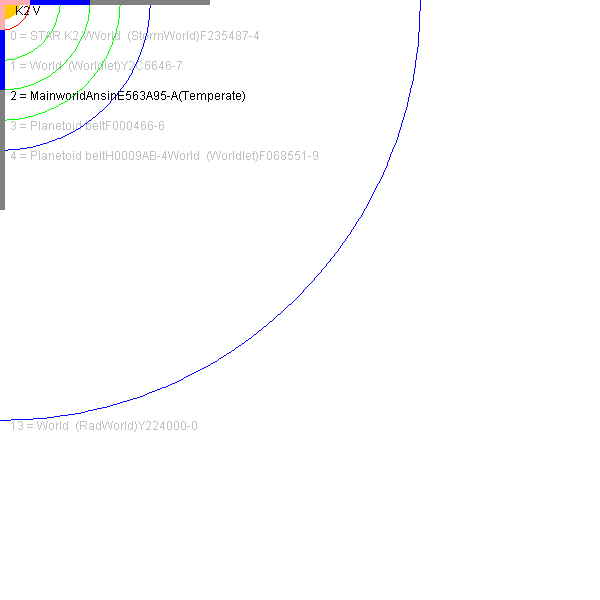 K2 V
0 = STAR K2 VWorld  (StormWorld)F235487-4
1 = World  (Worldlet)Y2C6646-7
2 = MainworldAnsinE563A95-A(Temperate)
3 = Planetoid beltF000466-6
4 = Planetoid beltH0009AB-4World  (Worldlet)F068551-9
13 = World  (RadWorld)Y224000-0